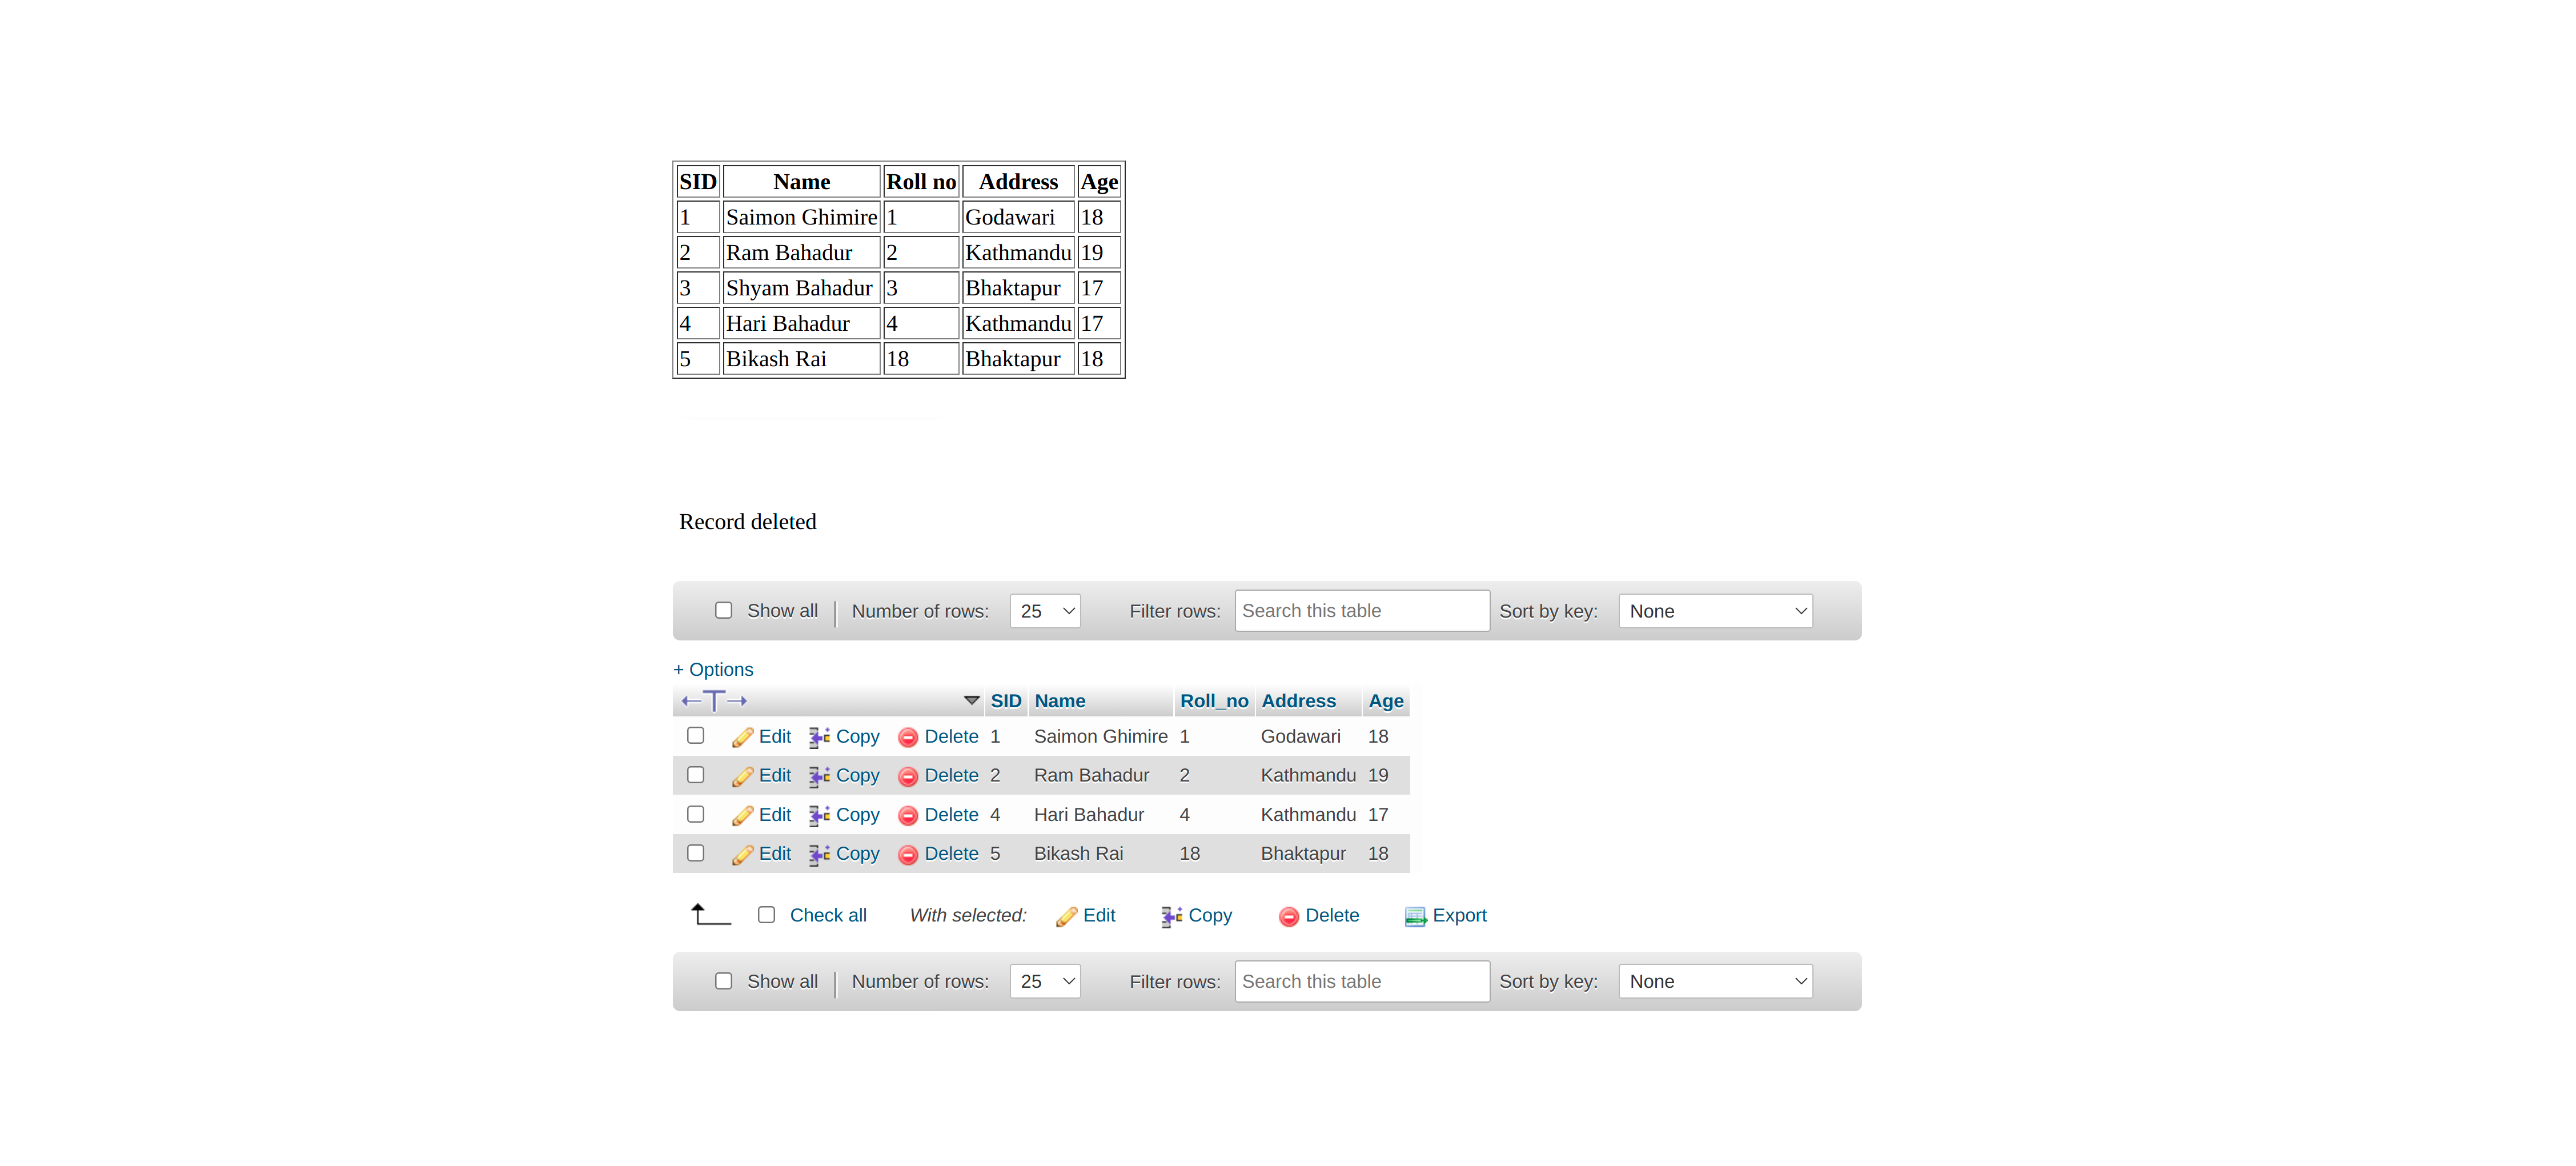 SID Name Roll no Address Age
1 Saimon Ghimire 1 Godawari 18
2 Ram Bahadur 2 Kathmandu 19
3 Shyam Bahadur 3 Bhaktapur 17
4 Hari Bahadur 4 Kathmandu 17
5 Bikash Rai 18 Bhaktapur 18
Record deleted
Show all | Number of rows: 25 Filter rows: Search this table Sort by key: None
+ Options
←T→ SID Name Roll_no Address Age
Edit Copy Delete 1 Saimon Ghimire 1 Godawari 18
Edit Copy Delete 2 Ram Bahadur 2 Kathmandu 19
Edit Copy Delete 4 Hari Bahadur 4 Kathmandu 17
Edit Copy Delete 5 Bikash Rai 18 Bhaktapur 18
Check all With selected: Edit Copy Delete Export
Show all | Number of rows: 25 Filter rows: Search this table Sort by key: None